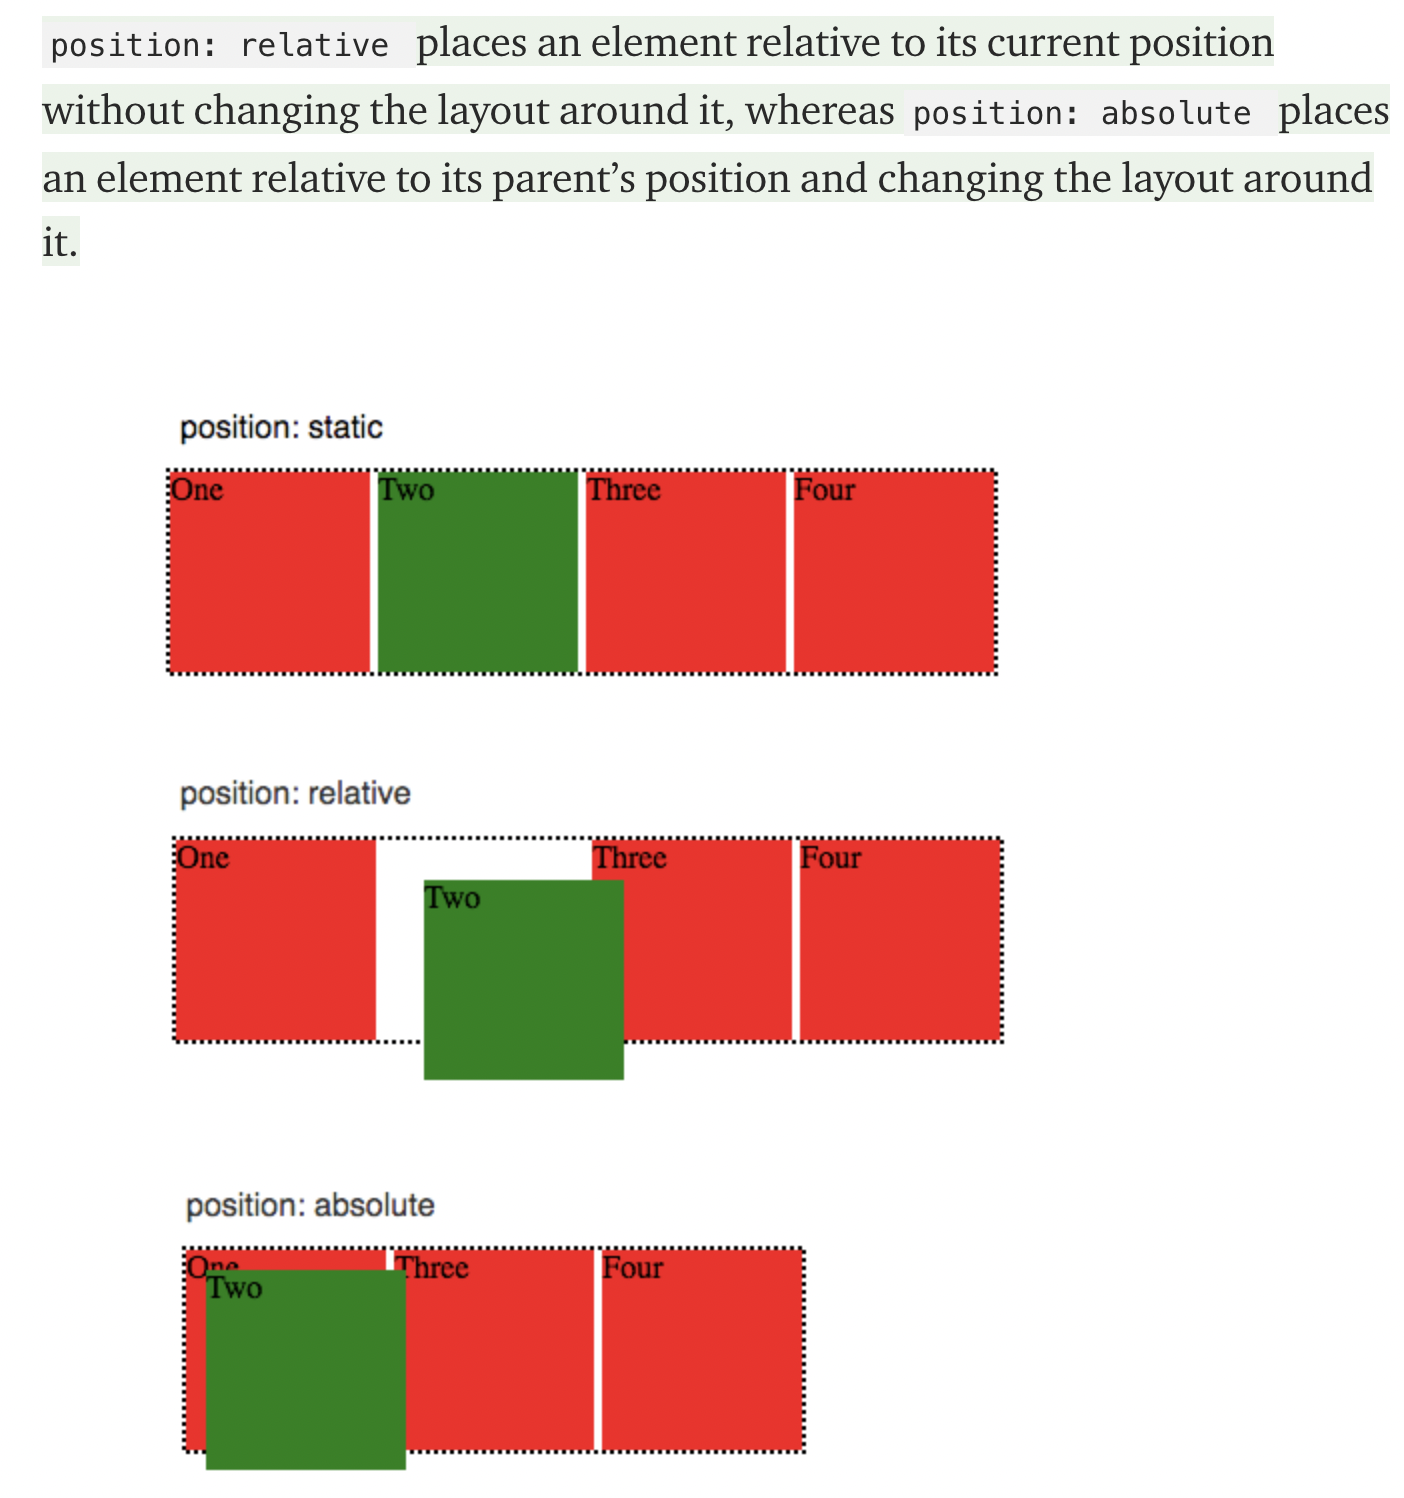 position: relative places an element relative to its current position
without changing the layout around it, whereas position: absolute places
an element relative to its parent’s position and changing the layout around
it.
position: static
One Two Three Four
position: relative
One Three Four
Two
position: absolute
One Three Four
Two